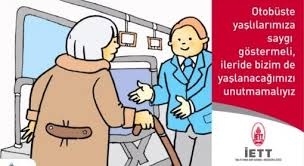 Otobüste
yaşlılarımıza
saygı
göstermeli,
ileride bizim de
yaşlanacağımızı
unutmamalıyız
İETT